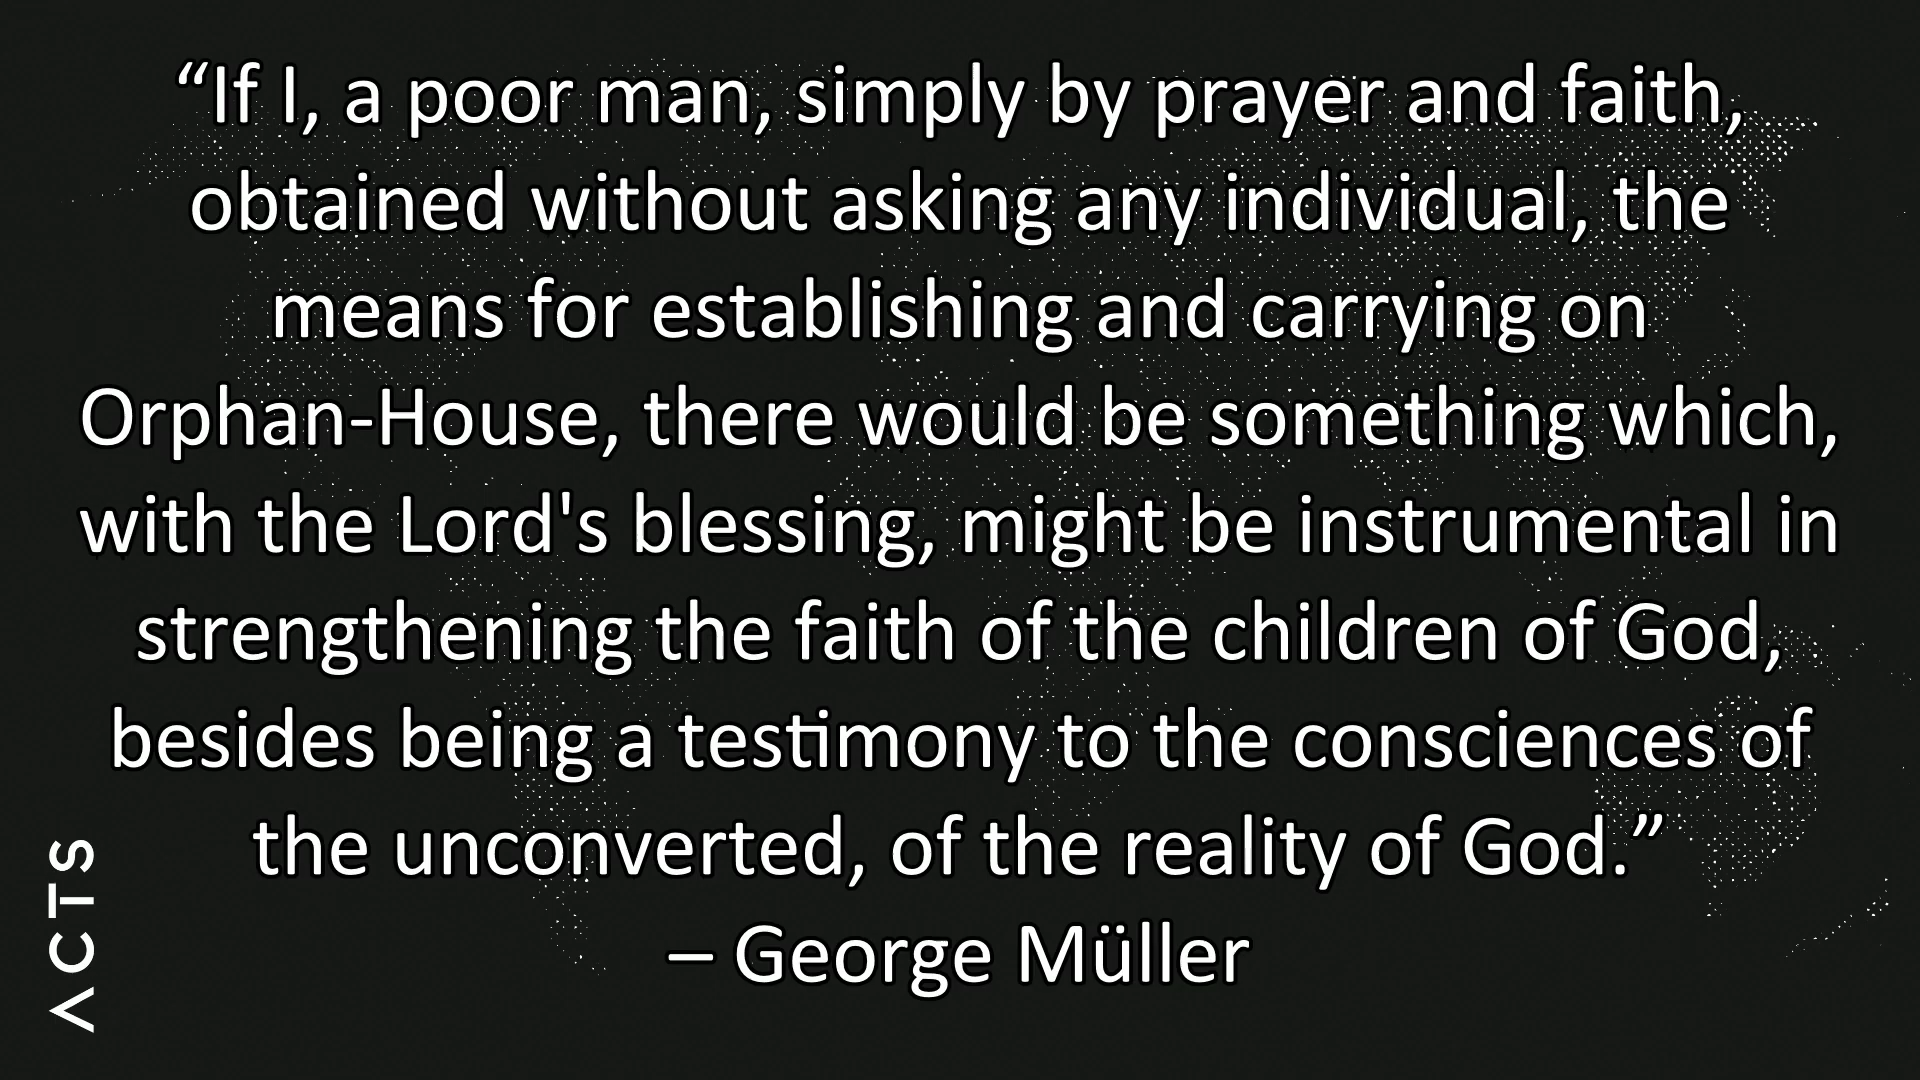 “If I, a poor man, simply by prayer and faith,
obtained without asking any individual, the
means for establishing and carrying on
Orphan-House, there would be something which,
with the Lord's blessing, might be instrumental in
strengthening the faith of the children of God,
besides being a testimony to the consciences of
the unconverted, of the reality of God.”
– George Müller
ACTS